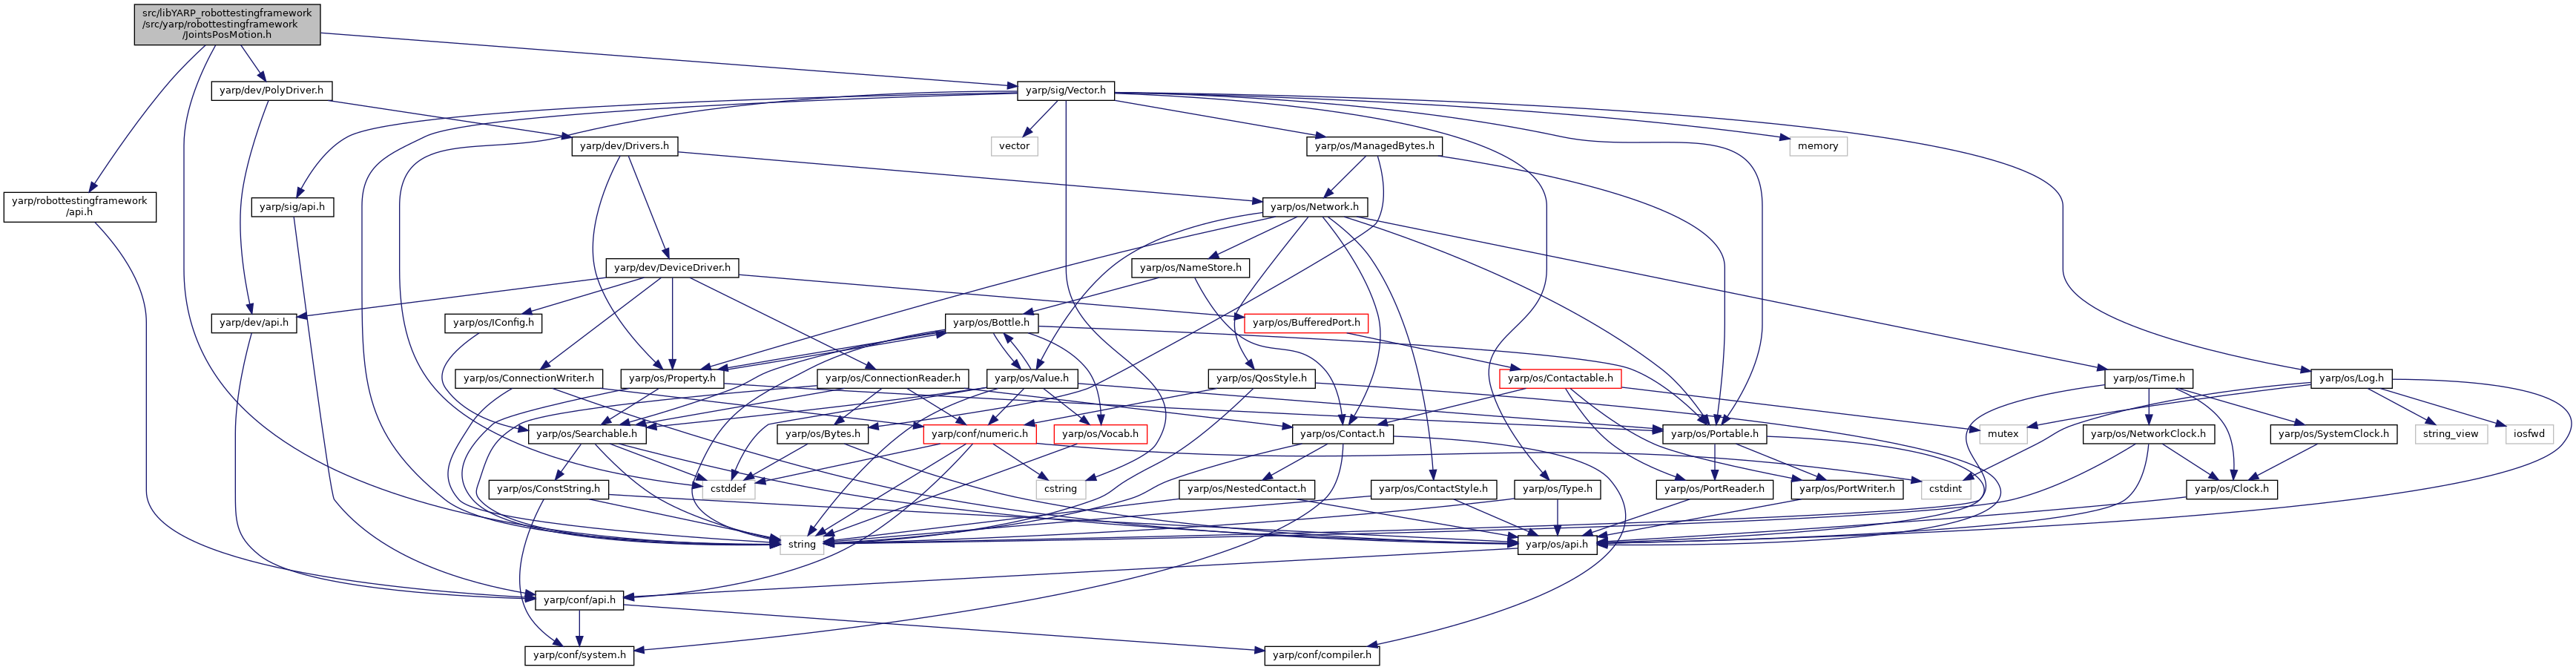 src/libYARP_robottestingframework
/src/yarp/robottestingframework
/JointsPosMotion.h
yarp/dev/PolyDriver.h
yarp/sig/Vector.h
yarp/dev/Drivers.h
vector
yarp/os/ManagedBytes.h
memory
yarp/robottestingframework
/api.h
yarp/sig/api.h
yarp/os/Network.h
yarp/dev/DeviceDriver.h
yarp/os/NameStore.h
yarp/dev/api.h
yarp/os/IConfig.h
yarp/os/Bottle.h
yarp/os/BufferedPort.h
yarp/os/ConnectionWriter.h
yarp/os/Property.h
yarp/os/ConnectionReader.h
yarp/os/Value.h
yarp/os/QosStyle.h
yarp/os/Contactable.h
yarp/os/Time.h
yarp/os/Log.h
yarp/os/Searchable.h
yarp/os/Bytes.h
yarp/conf/numeric.h
yarp/os/Vocab.h
yarp/os/Contact.h
yarp/os/Portable.h
mutex
yarp/os/NetworkClock.h
yarp/os/SystemClock.h
string_view
iosfwd
yarp/os/ConstString.h
cstddef
cstring
yarp/os/NestedContact.h
yarp/os/ContactStyle.h
yarp/os/Type.h
yarp/os/PortReader.h
yarp/os/PortWriter.h
cstdint
yarp/os/Clock.h
string
yarp/os/api.h
yarp/conf/api.h
yarp/conf/system.h
yarp/conf/compiler.h